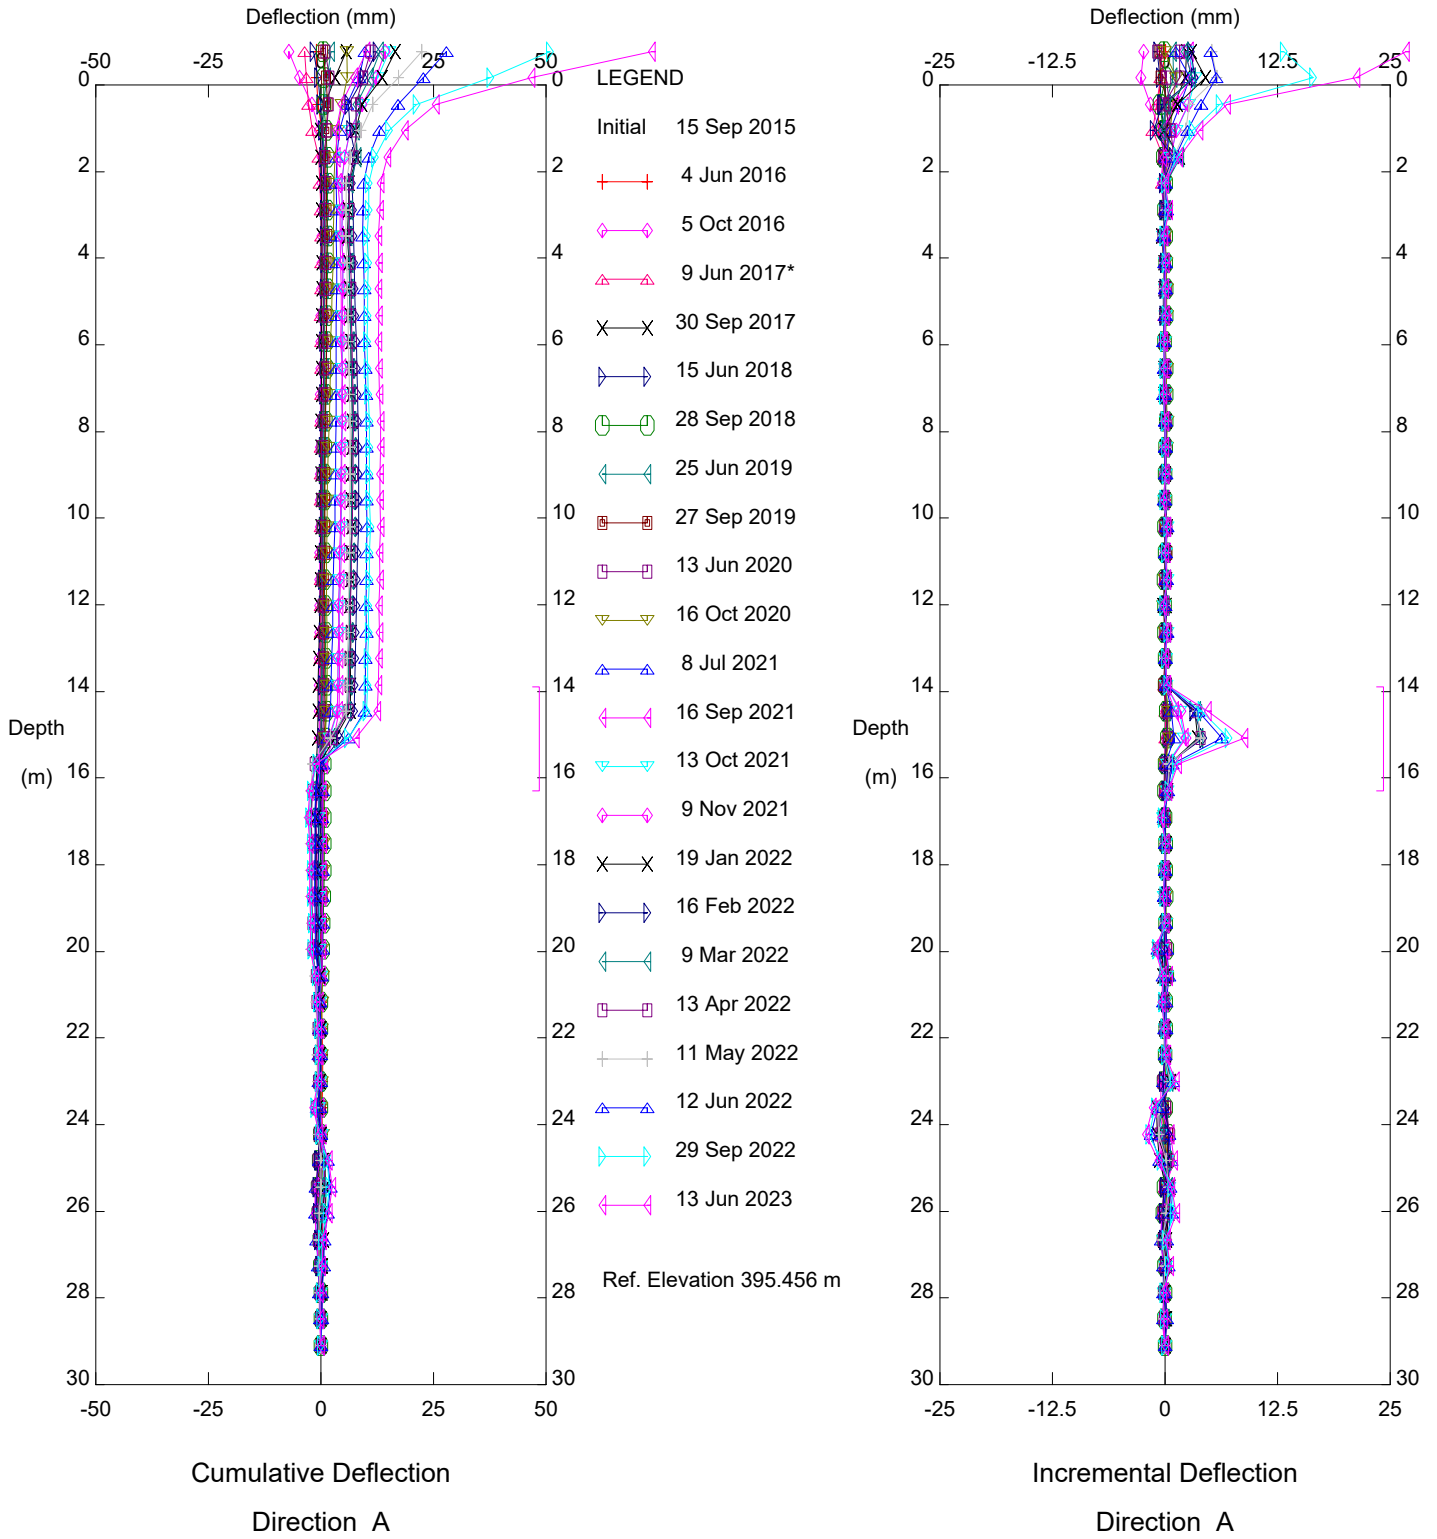 Deflection (mm)
-50 -25 0 25 50
0 0
2 2
4 4
6 6
8 8
10 10
12 12
14 14
Depth
(m)
16 16
18 18
20 20
22 22
24 24
26 26
28 28
30 30
-50 -25 0 25 50
Cumulative Deflection
Direction A
LEGEND
Initial 15 Sep 2015
4 Jun 2016
5 Oct 2016
9 Jun 2017*
30 Sep 2017
15 Jun 2018
28 Sep 2018
25 Jun 2019
27 Sep 2019
13 Jun 2020
16 Oct 2020
8 Jul 2021
16 Sep 2021
13 Oct 2021
9 Nov 2021
19 Jan 2022
16 Feb 2022
9 Mar 2022
13 Apr 2022
11 May 2022
12 Jun 2022
29 Sep 2022
13 Jun 2023
Ref. Elevation 395.456 m
Deflection (mm)
-25 -12.5 0 12.5 25
0 0
2 2
4 4
6 6
8 8
10 10
12 12
14 14
Depth
(m)
16 16
18 18
20 20
22 22
24 24
26 26
28 28
30 30
-25 -12.5 0 12.5 25
Incremental Deflection
Direction A